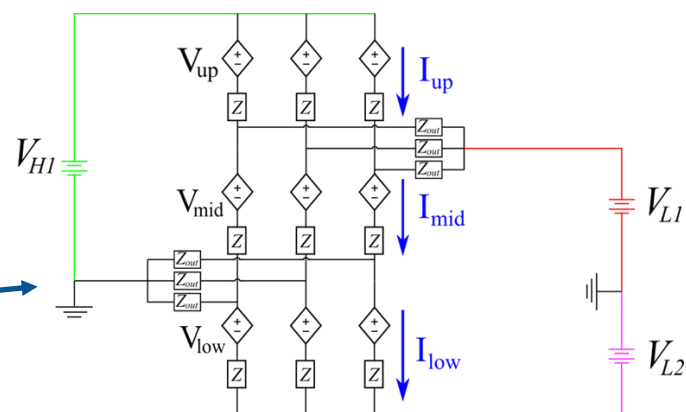 V_up
I_up
Z Z Z
Z_out
Z_out
Z_out
V_H1
V_mid
I_mid
V_L1
Z Z Z
Z_out
Z_out
Z_out
V_low
I_low
V_L2
Z Z Z